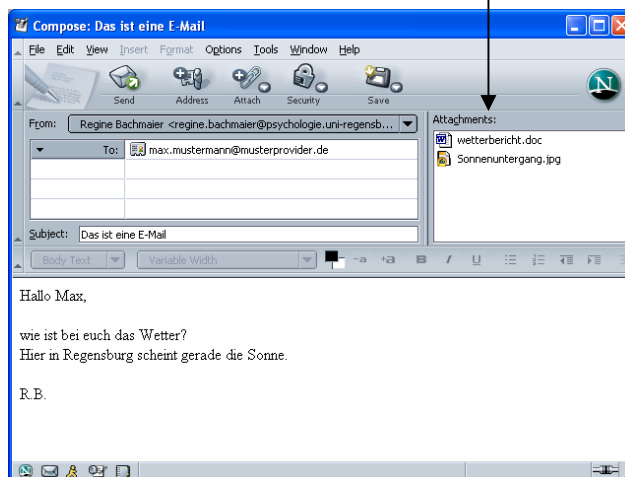 Compose: Das ist eine E-Mail
File Edit View Insert Format Options Tools Window Help
Send Address Attach Security Save
N
From: Regine Bachmaier <regine.bachmaier@psychologie.uni-regensb...
Attachments:
To: max.mustermann@musterprovider.de
wetterbericht.doc
Sonnenuntergang.jpg
Subject: Das ist eine E-Mail
Body Text Variable Width -a +a B I U
Hallo Max,
wie ist bei euch das Wetter?
Hier in Regensburg scheint gerade die Sonne.
R.B.